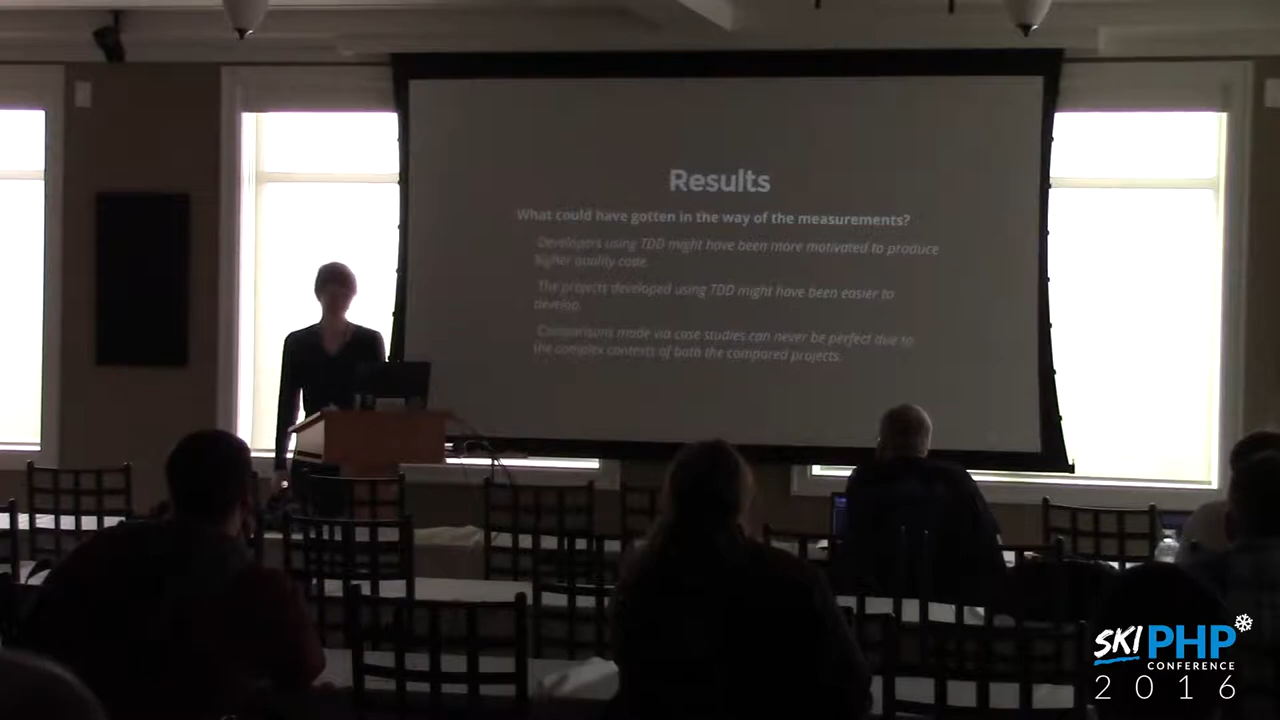 Results
What could have gotten in the way of the measurements?
Developers using TDD might have been more motivated to produce
higher quality code.
The projects developed using TDD might have been easier to
develop.
Comparisons made via case studies can never be perfect due to
the complex contexts of both the compared projects.
SKI PHP
CONFERENCE
2016